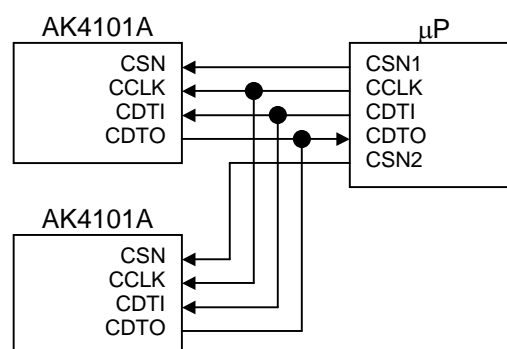 AK4101A
CSN
CCLK
CDTI
CDTO
μP
CSN1
CCLK
CDTI
CDTO
CSN2
AK4101A
CSN
CCLK
CDTI
CDTO